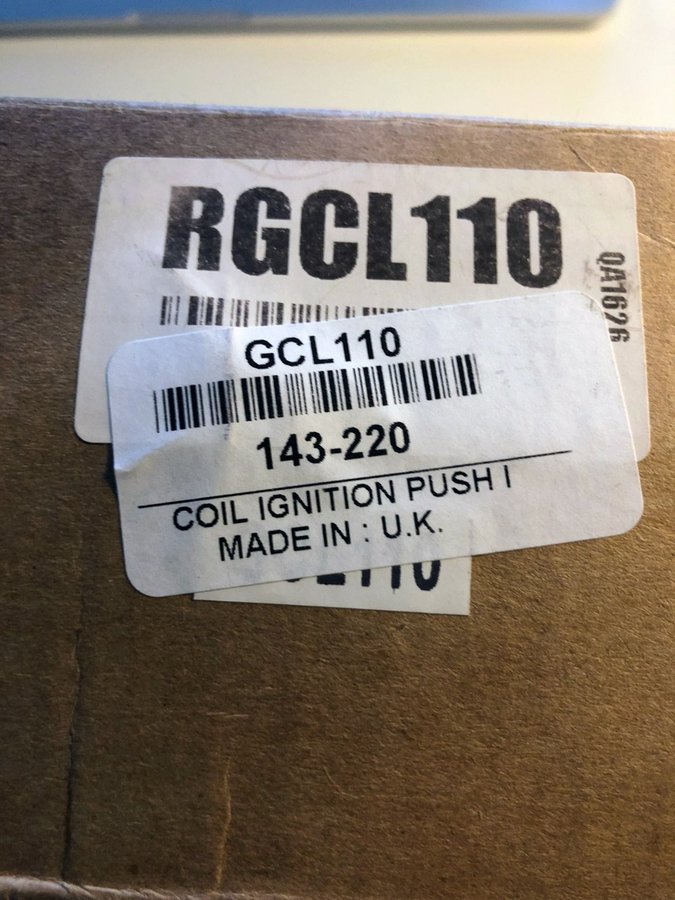 RGCL110
QA1626
GCL110
143-220
COIL IGNITION PUSH I
MADE IN : U.K.